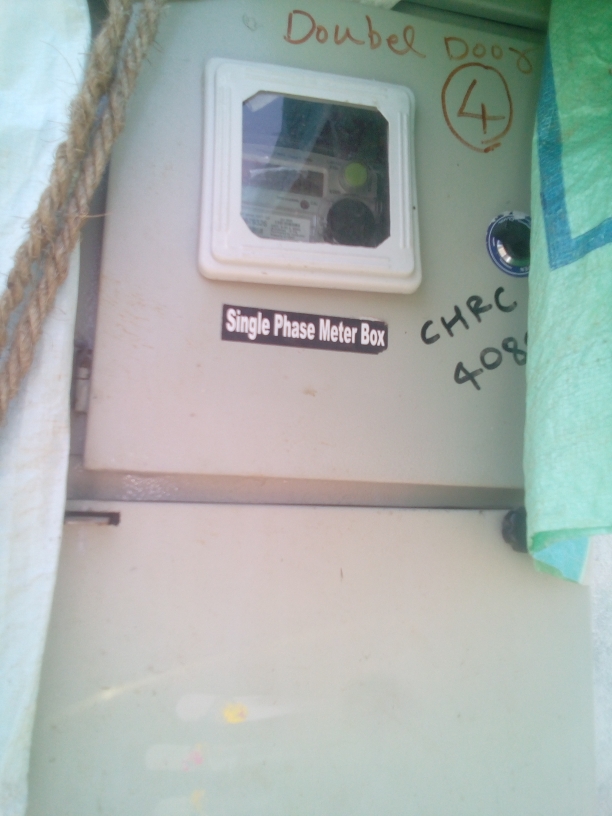 Doubel Door
4
Single Phase Meter Box
CHRC
408